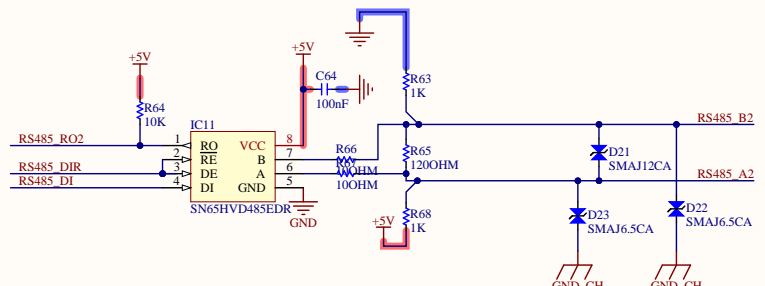 +5V
+5V
R64
10K
C64
100nF
R63
1K
IC11
RS485_RO2
RS485_DIR
RS485_DI
1
2
3
4
RO
RE
DE
DI
VCC
B
A
GND
8
7
6
5
SN65HVD485EDR
GND
R66
10OHM
R65
120OHM
R68
1K
+5V
RS485_B2
RS485_A2
D21
SMAJ12CA
D23
SMAJ6.5CA
D22
SMAJ6.5CA
GND_CH
GND_CH